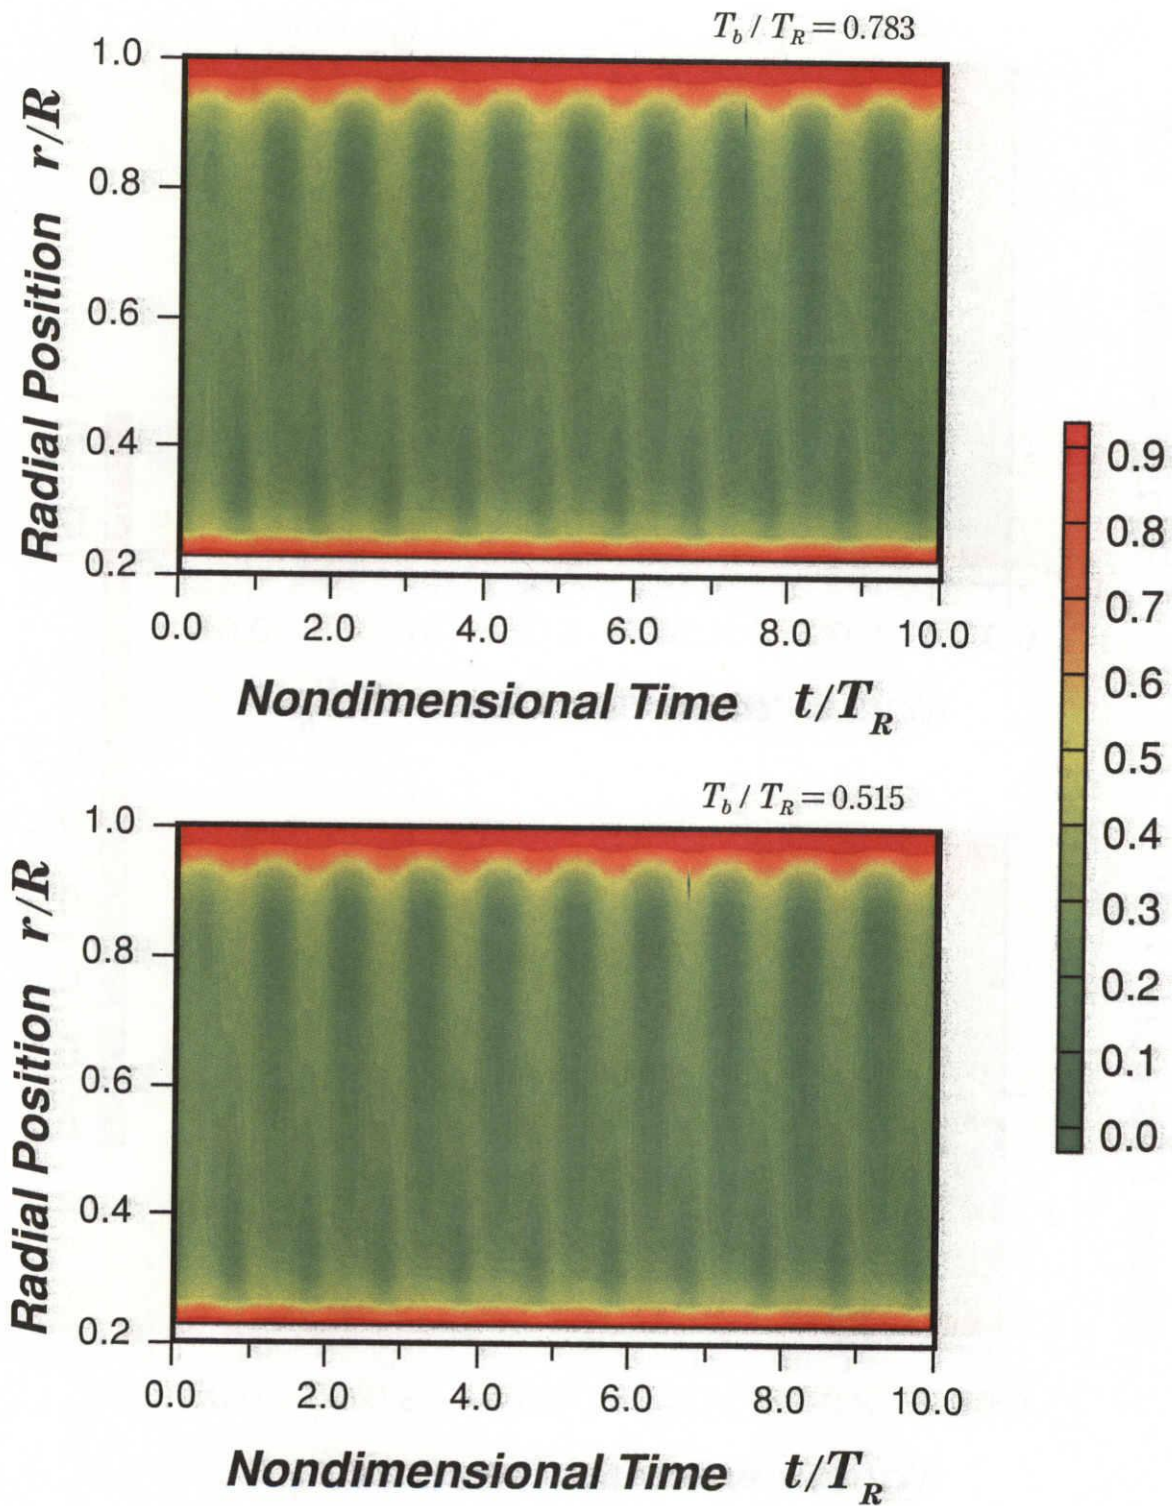 T_b / T_R = 0.783
1.0
0.8
0.6
0.4
0.2
Radial Position r/R
0.0 2.0 4.0 6.0 8.0 10.0
Nondimensional Time t/T_R
T_b / T_R = 0.515
1.0
0.8
0.6
0.4
0.2
Radial Position r/R
0.0 2.0 4.0 6.0 8.0 10.0
Nondimensional Time t/T_R
0.9
0.8
0.7
0.6
0.5
0.4
0.3
0.2
0.1
0.0